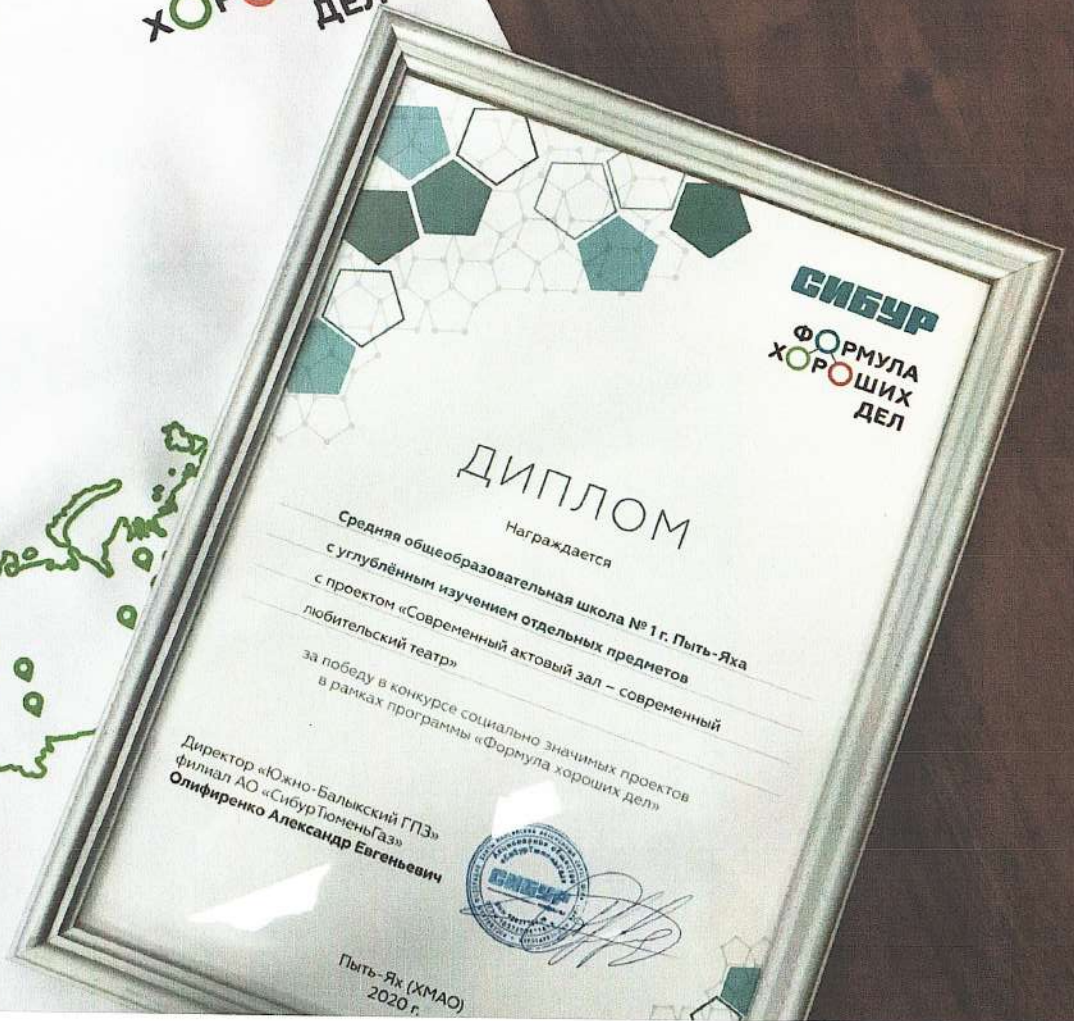 ХОР
ДЕЛ
СИБУР
ФОРМУЛА
ХОРОШИХ
ДЕЛ
ДИПЛОМ
Награждается
Средняя общеобразовательная школа № 1 г. Пыть-Яха
с углублённым изучением отдельных предметов
с проектом «Современный актовый зал – современный
любительский театр»
за победу в конкурсе социально значимых проектов
в рамках программы «Формула хороших дел»
Директор «Южно-Балыкский ГПЗ»
филиал АО «СибурТюменьГаз»
Олифиренко Александр Евгеньевич
СИБУР
Пыть-Ях (ХМАО)
2020 г.